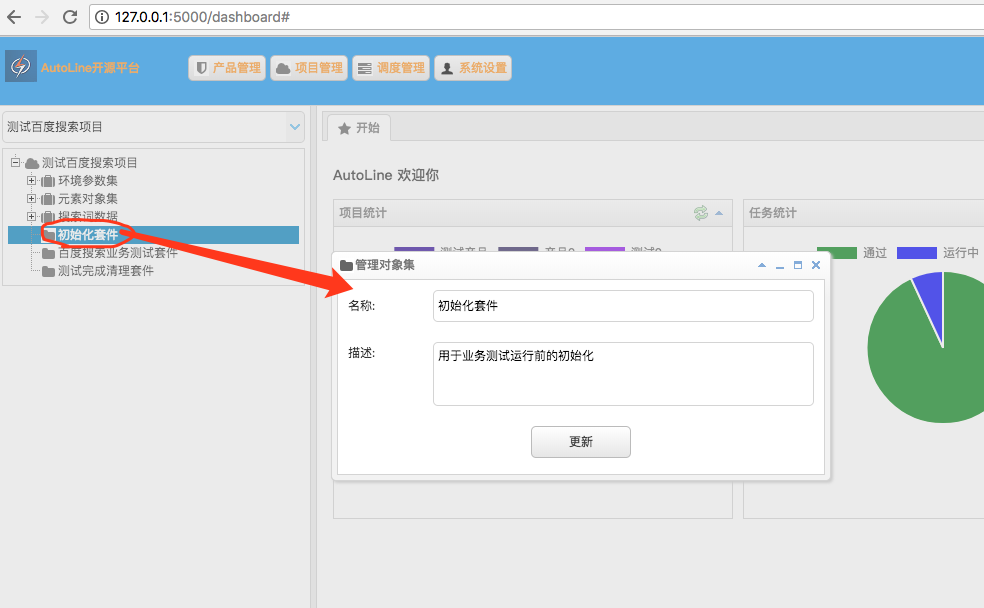 127.0.0.1:5000/dashboard#
AutoLine开源平台
产品管理
项目管理
调度管理
系统设置
测试百度搜索项目
开始
测试百度搜索项目
环境参数集
元素对象集
搜索词数据
初始化套件
百度搜索业务测试套件
测试完成清理套件
AutoLine 欢迎你
项目统计
任务统计
测试产品
通过
运行中
管理对象集
名称:
初始化套件
描述:
用于业务测试运行前的初始化
更新